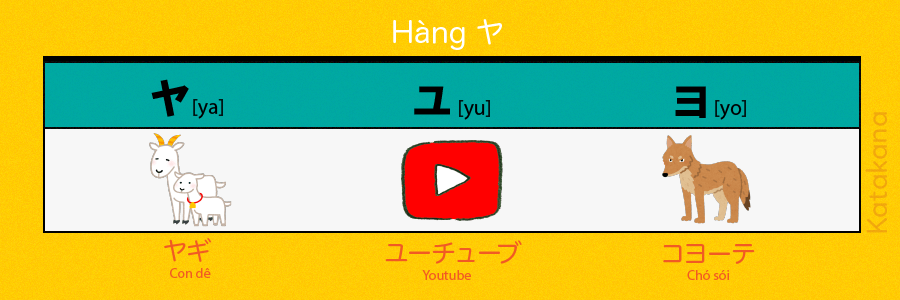 Hàng ヤ
ヤ [ya] ユ [yu] ヨ [yo]
ヤギ ユーチューブ コヨーテ
Con dê Youtube Chó sói
Katakana